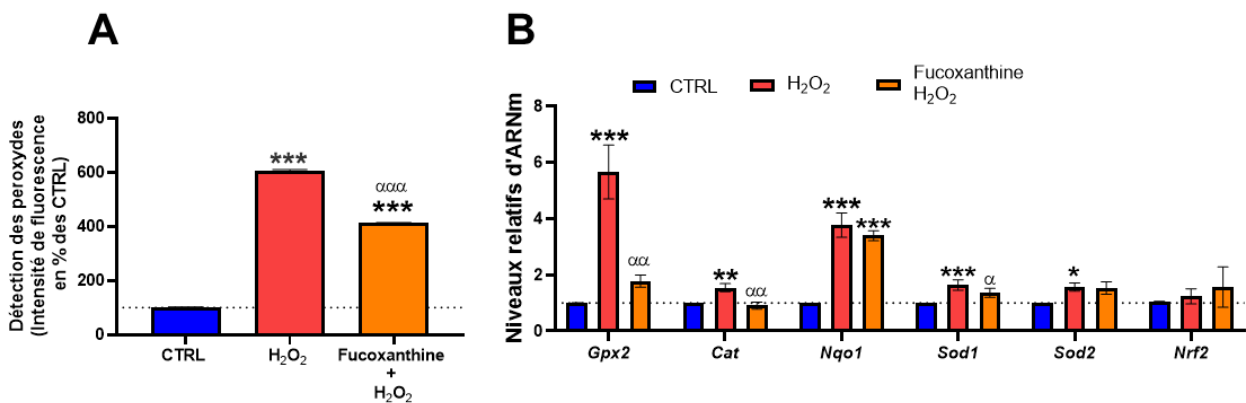 A
Détection des peroxydes
(Intensité de fluorescence
en % des CTRL)
800
600
400
200
0
***
ααα
***
CTRL
H₂O₂
Fucoxanthine
+
H₂O₂
B
CTRL
H₂O₂
Fucoxanthine
H₂O₂
Niveaux relatifs d'ARNm
8
6
4
2
0
***
αα
**
αα
***
***
***
α
*
Gpx2
Cat
Nqo1
Sod1
Sod2
Nrf2